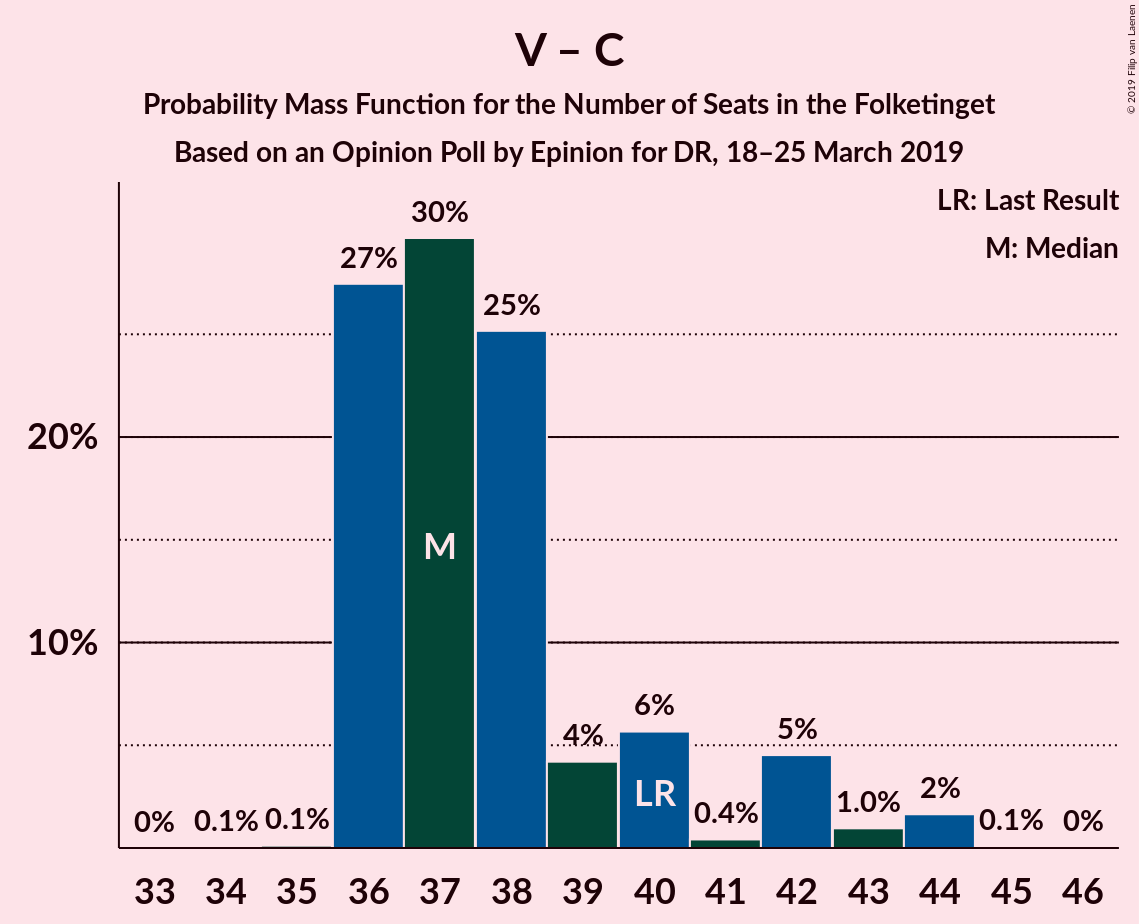 V – C
Probability Mass Function for the Number of Seats in the Folketinget
Based on an Opinion Poll by Epinion for DR, 18–25 March 2019
© 2019 Filip van Laenen
LR: Last Result
M: Median
30%
27%
25%
20%
M
10%
6%
4%
5%
LR
2%
1.0%
0.4%
0% 0.1% 0.1%
0.1% 0%
33 34 35 36 37 38 39 40 41 42 43 44 45 46